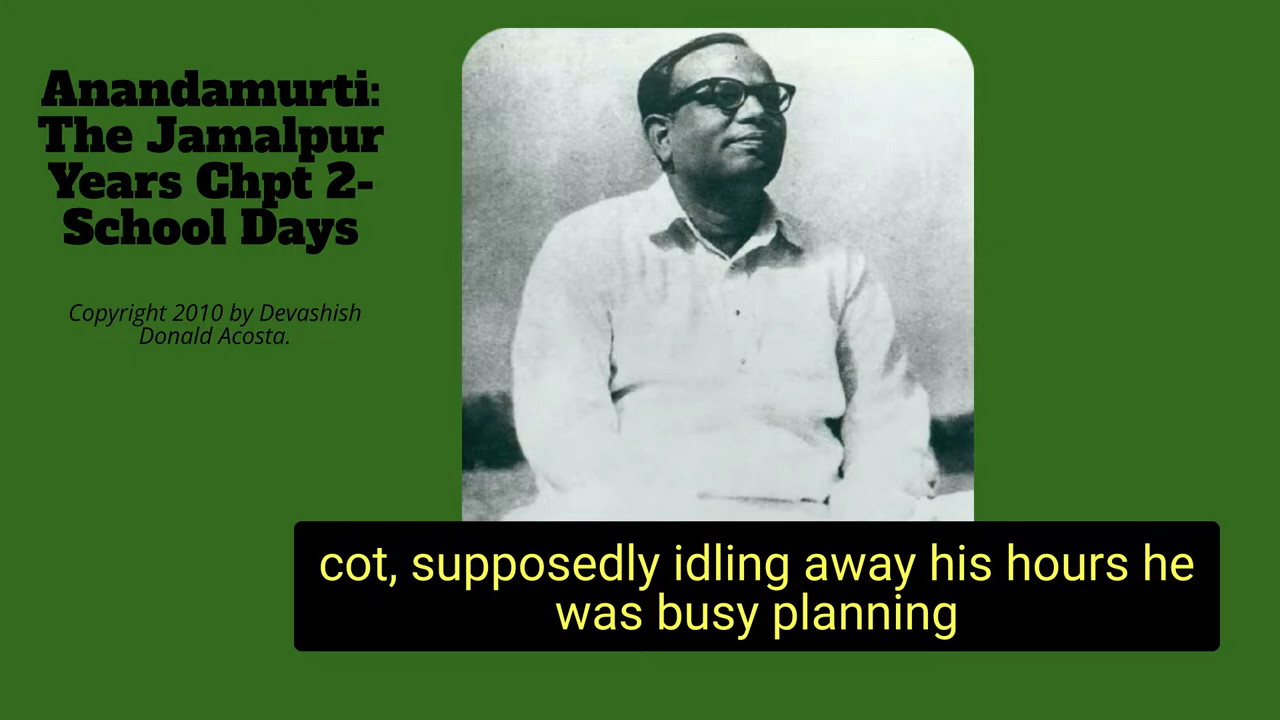 Anandamurti:
The Jamalpur
Years Chpt 2-
School Days
Copyright 2010 by Devashish
Donald Acosta.
cot, supposedly idling away his hours he
was busy planning